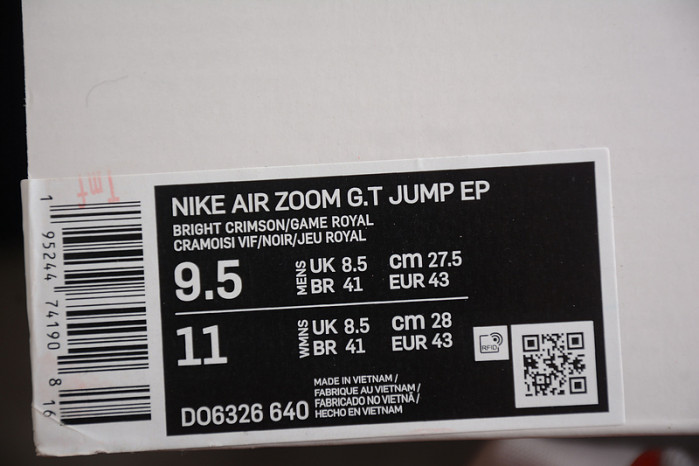 NIKE AIR ZOOM G.T JUMP EP
BRIGHT CRIMSON/GAME ROYAL
CRAMOISI VIF/NOIR/JEU ROYAL
9.5 MENS UK 8.5 cm 27.5
BR 41 EUR 43
11 WMNS UK 8.5 cm 28
BR 41 EUR 43
RFID
MADE IN VIETNAM /
FABRIQUE AU VIETNAM /
FABRICADO NO VIETNÃ /
HECHO EN VIETNAM
DO6326 640
1 95244 74190 8 16